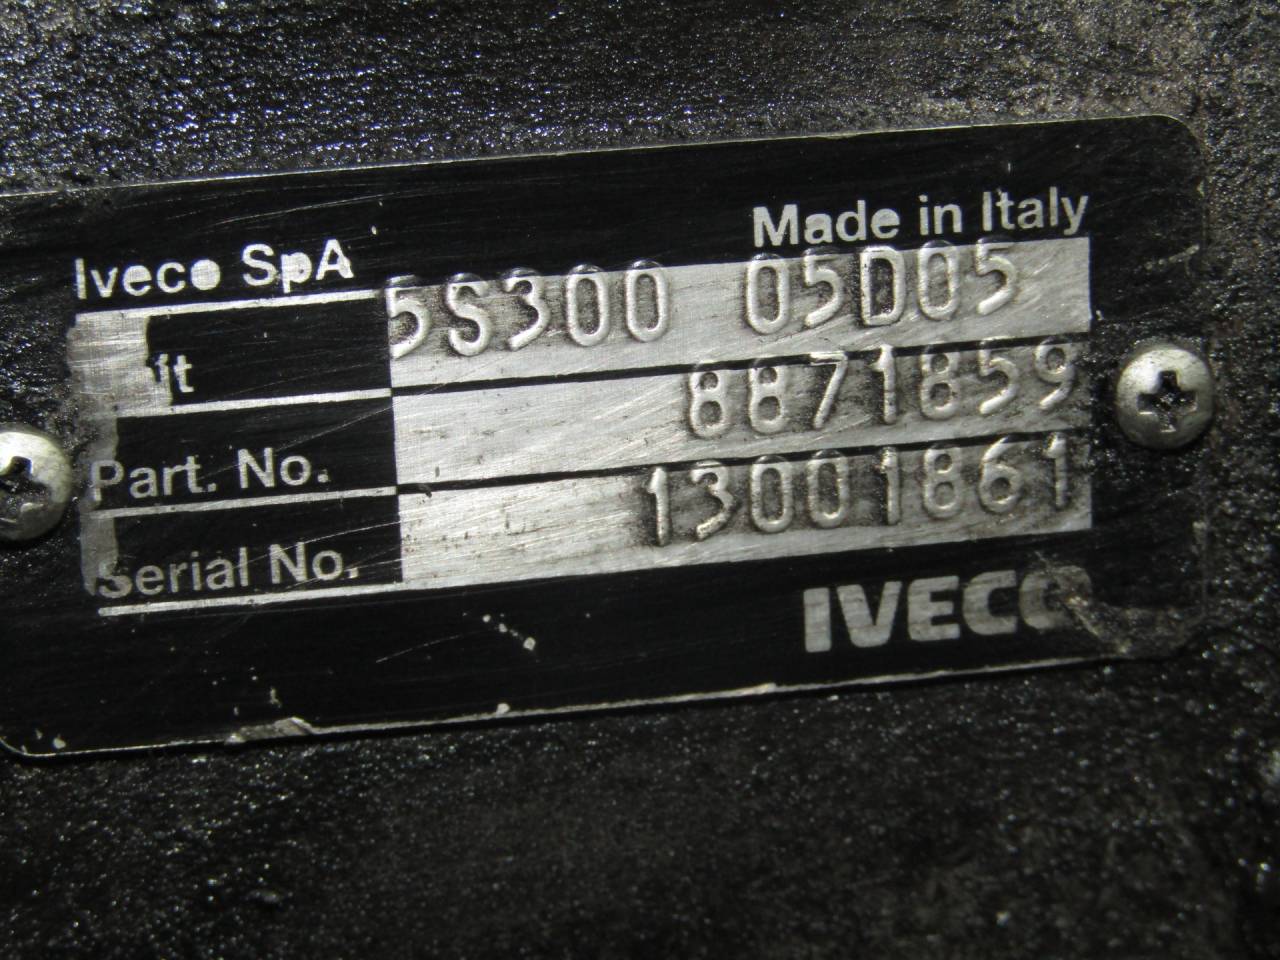 Iveco SpA Made in Italy
5S300 05D05
Part. No. 8871859
Serial No. 13001861
IVECO